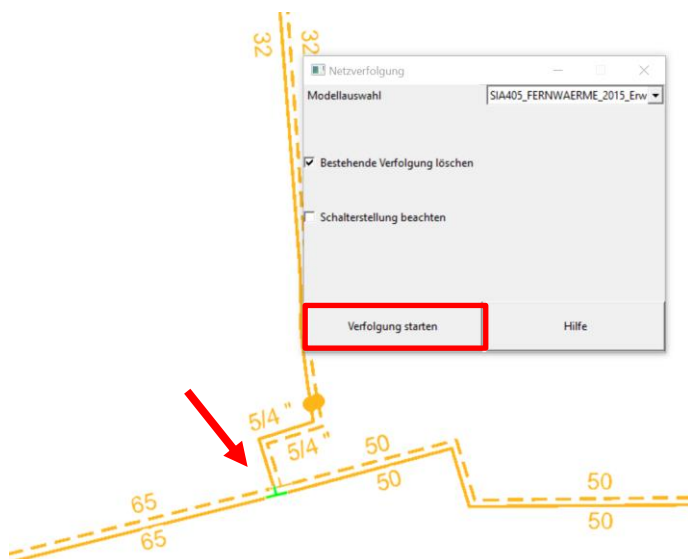 32
32
Netzverfolgung
Modellauswahl
SIA405_FERNWAERME_2015_Erw
Bestehende Verfolgung löschen
Schalterstellung beachten
Verfolgung starten
Hilfe
5/4 "
5/4 "
50
50
50
50
65
65